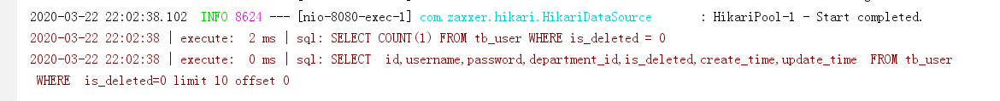 2020-03-22 22:02:38.102  INFO 8624 --- [nio-8080-exec-1] com.zaxxer.hikari.HikariDataSource       : HikariPool-1 - Start completed.
2020-03-22 22:02:38 | execute:  2 ms | sql: SELECT COUNT(1) FROM tb_user WHERE is_deleted = 0
2020-03-22 22:02:38 | execute:  0 ms | sql: SELECT  id,username,password,department_id,is_deleted,create_time,update_time  FROM tb_user
WHERE  is_deleted=0 limit 10 offset 0